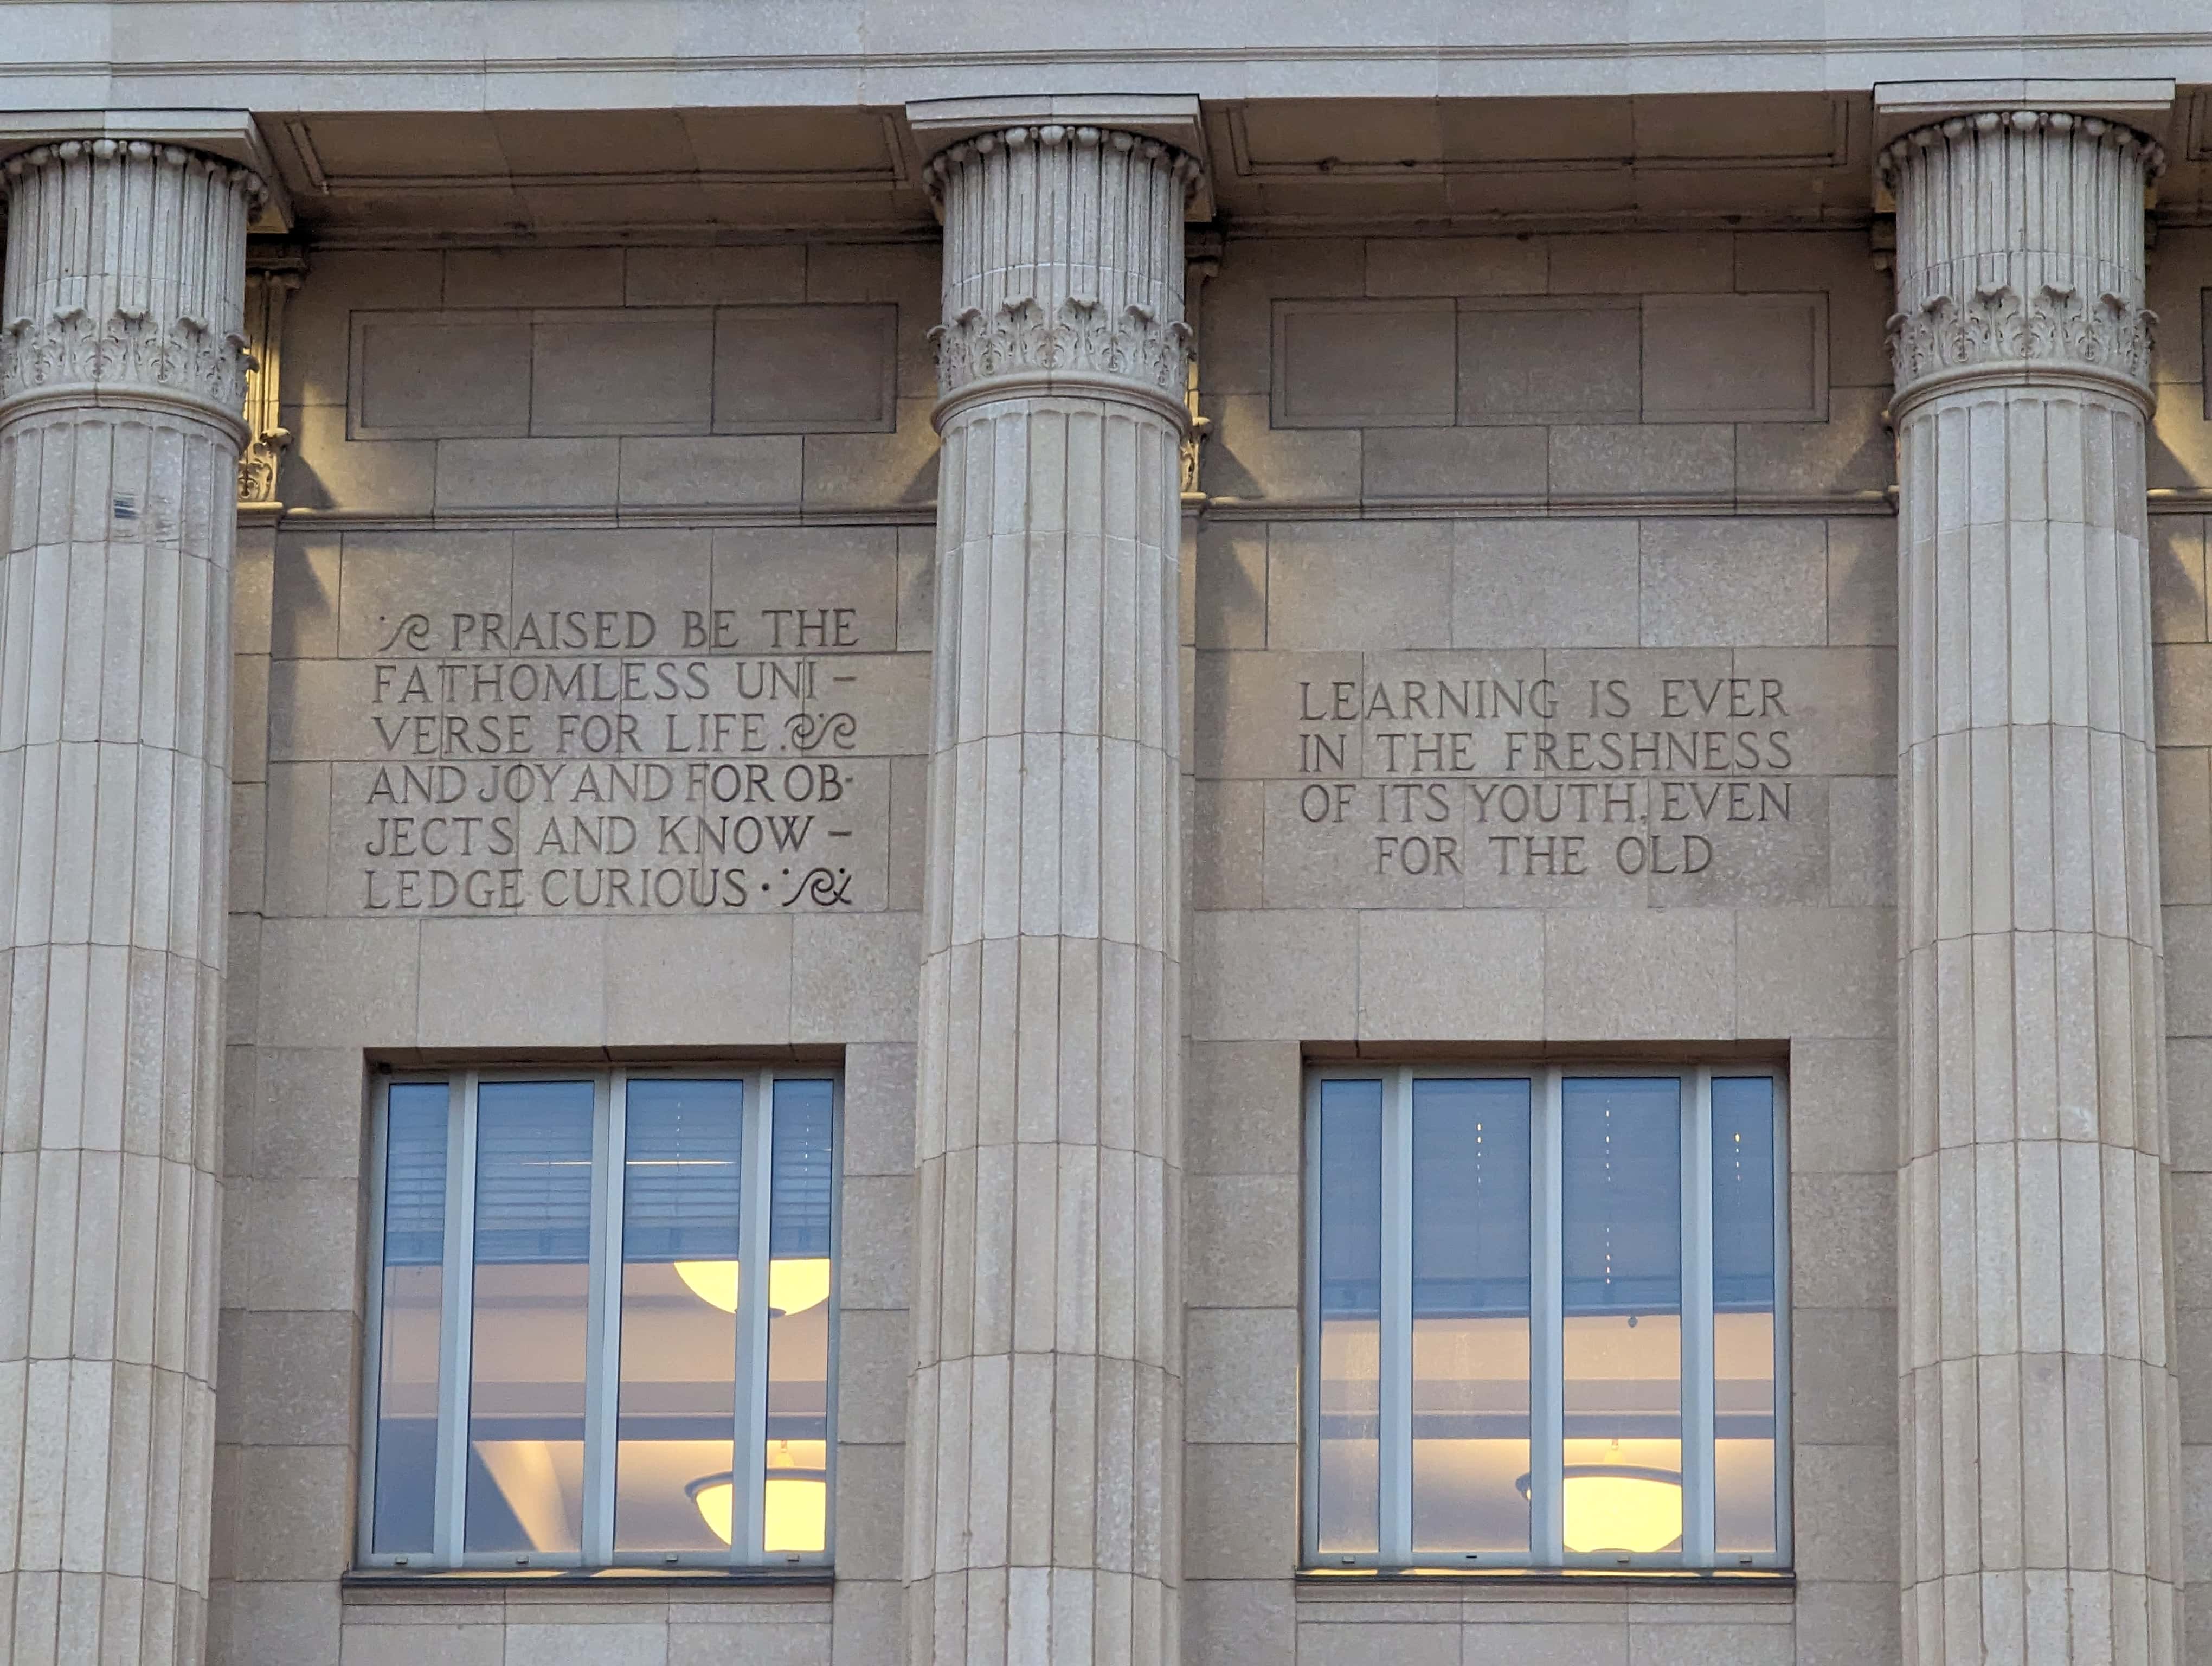 PRAISED BE THE
FATHOMLESS UNI-
VERSE FOR LIFE.
AND JOY AND FOR OB-
JECTS AND KNOW-
LEDGE CURIOUS ·
LEARNING IS EVER
IN THE FRESHNESS
OF ITS YOUTH, EVEN
FOR THE OLD